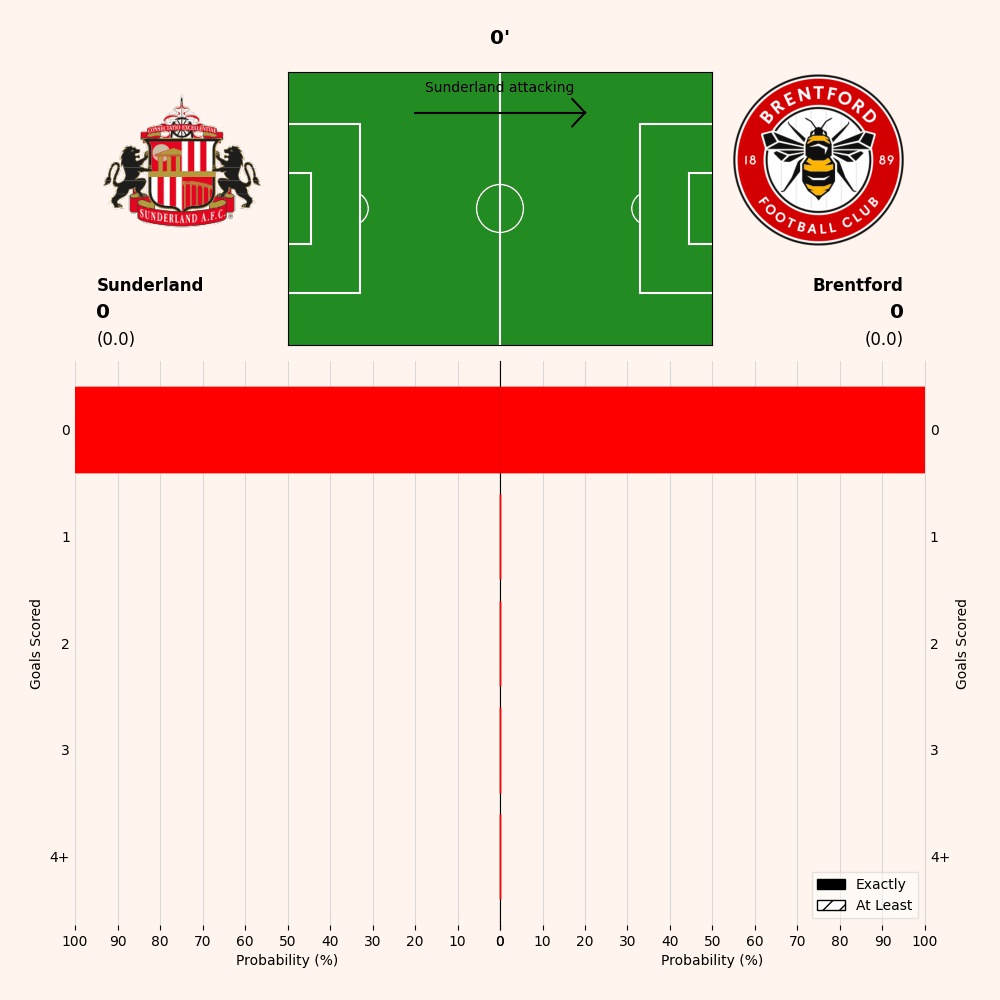 0'
Sunderland attacking
CONSECTATIO EXCELLENTIAE
SUNDERLAND A.F.C.
BRENTFORD
18 89
FOOTBALL CLUB
Sunderland
0
(0.0)
Brentford
0
(0.0)
Goals Scored
0
1
2
3
4+
0
1
2
3
4+
Goals Scored
Exactly
At Least
100 90 80 70 60 50 40 30 20 10 0 10 20 30 40 50 60 70 80 90 100
Probability (%) Probability (%)